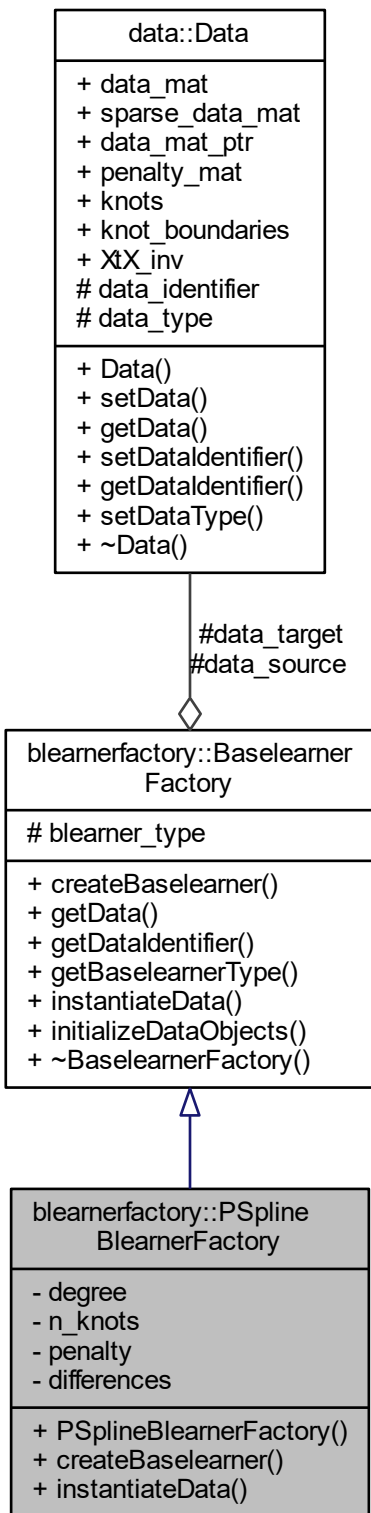 data::Data
+ data_mat
+ sparse_data_mat
+ data_mat_ptr
+ penalty_mat
+ knots
+ knot_boundaries
+ XtX_inv
# data_identifier
# data_type
+ Data()
+ setData()
+ getData()
+ setDataIdentifier()
+ getDataIdentifier()
+ setDataType()
+ ~Data()
#data_target
#data_source
blearnerfactory::Baselearner
Factory
# blearner_type
+ createBaselearner()
+ getData()
+ getDataIdentifier()
+ getBaselearnerType()
+ instantiateData()
+ initializeDataObjects()
+ ~BaselearnerFactory()
blearnerfactory::PSpline
BlearnerFactory
- degree
- n_knots
- penalty
- differences
+ PSplineBlearnerFactory()
+ createBaselearner()
+ instantiateData()